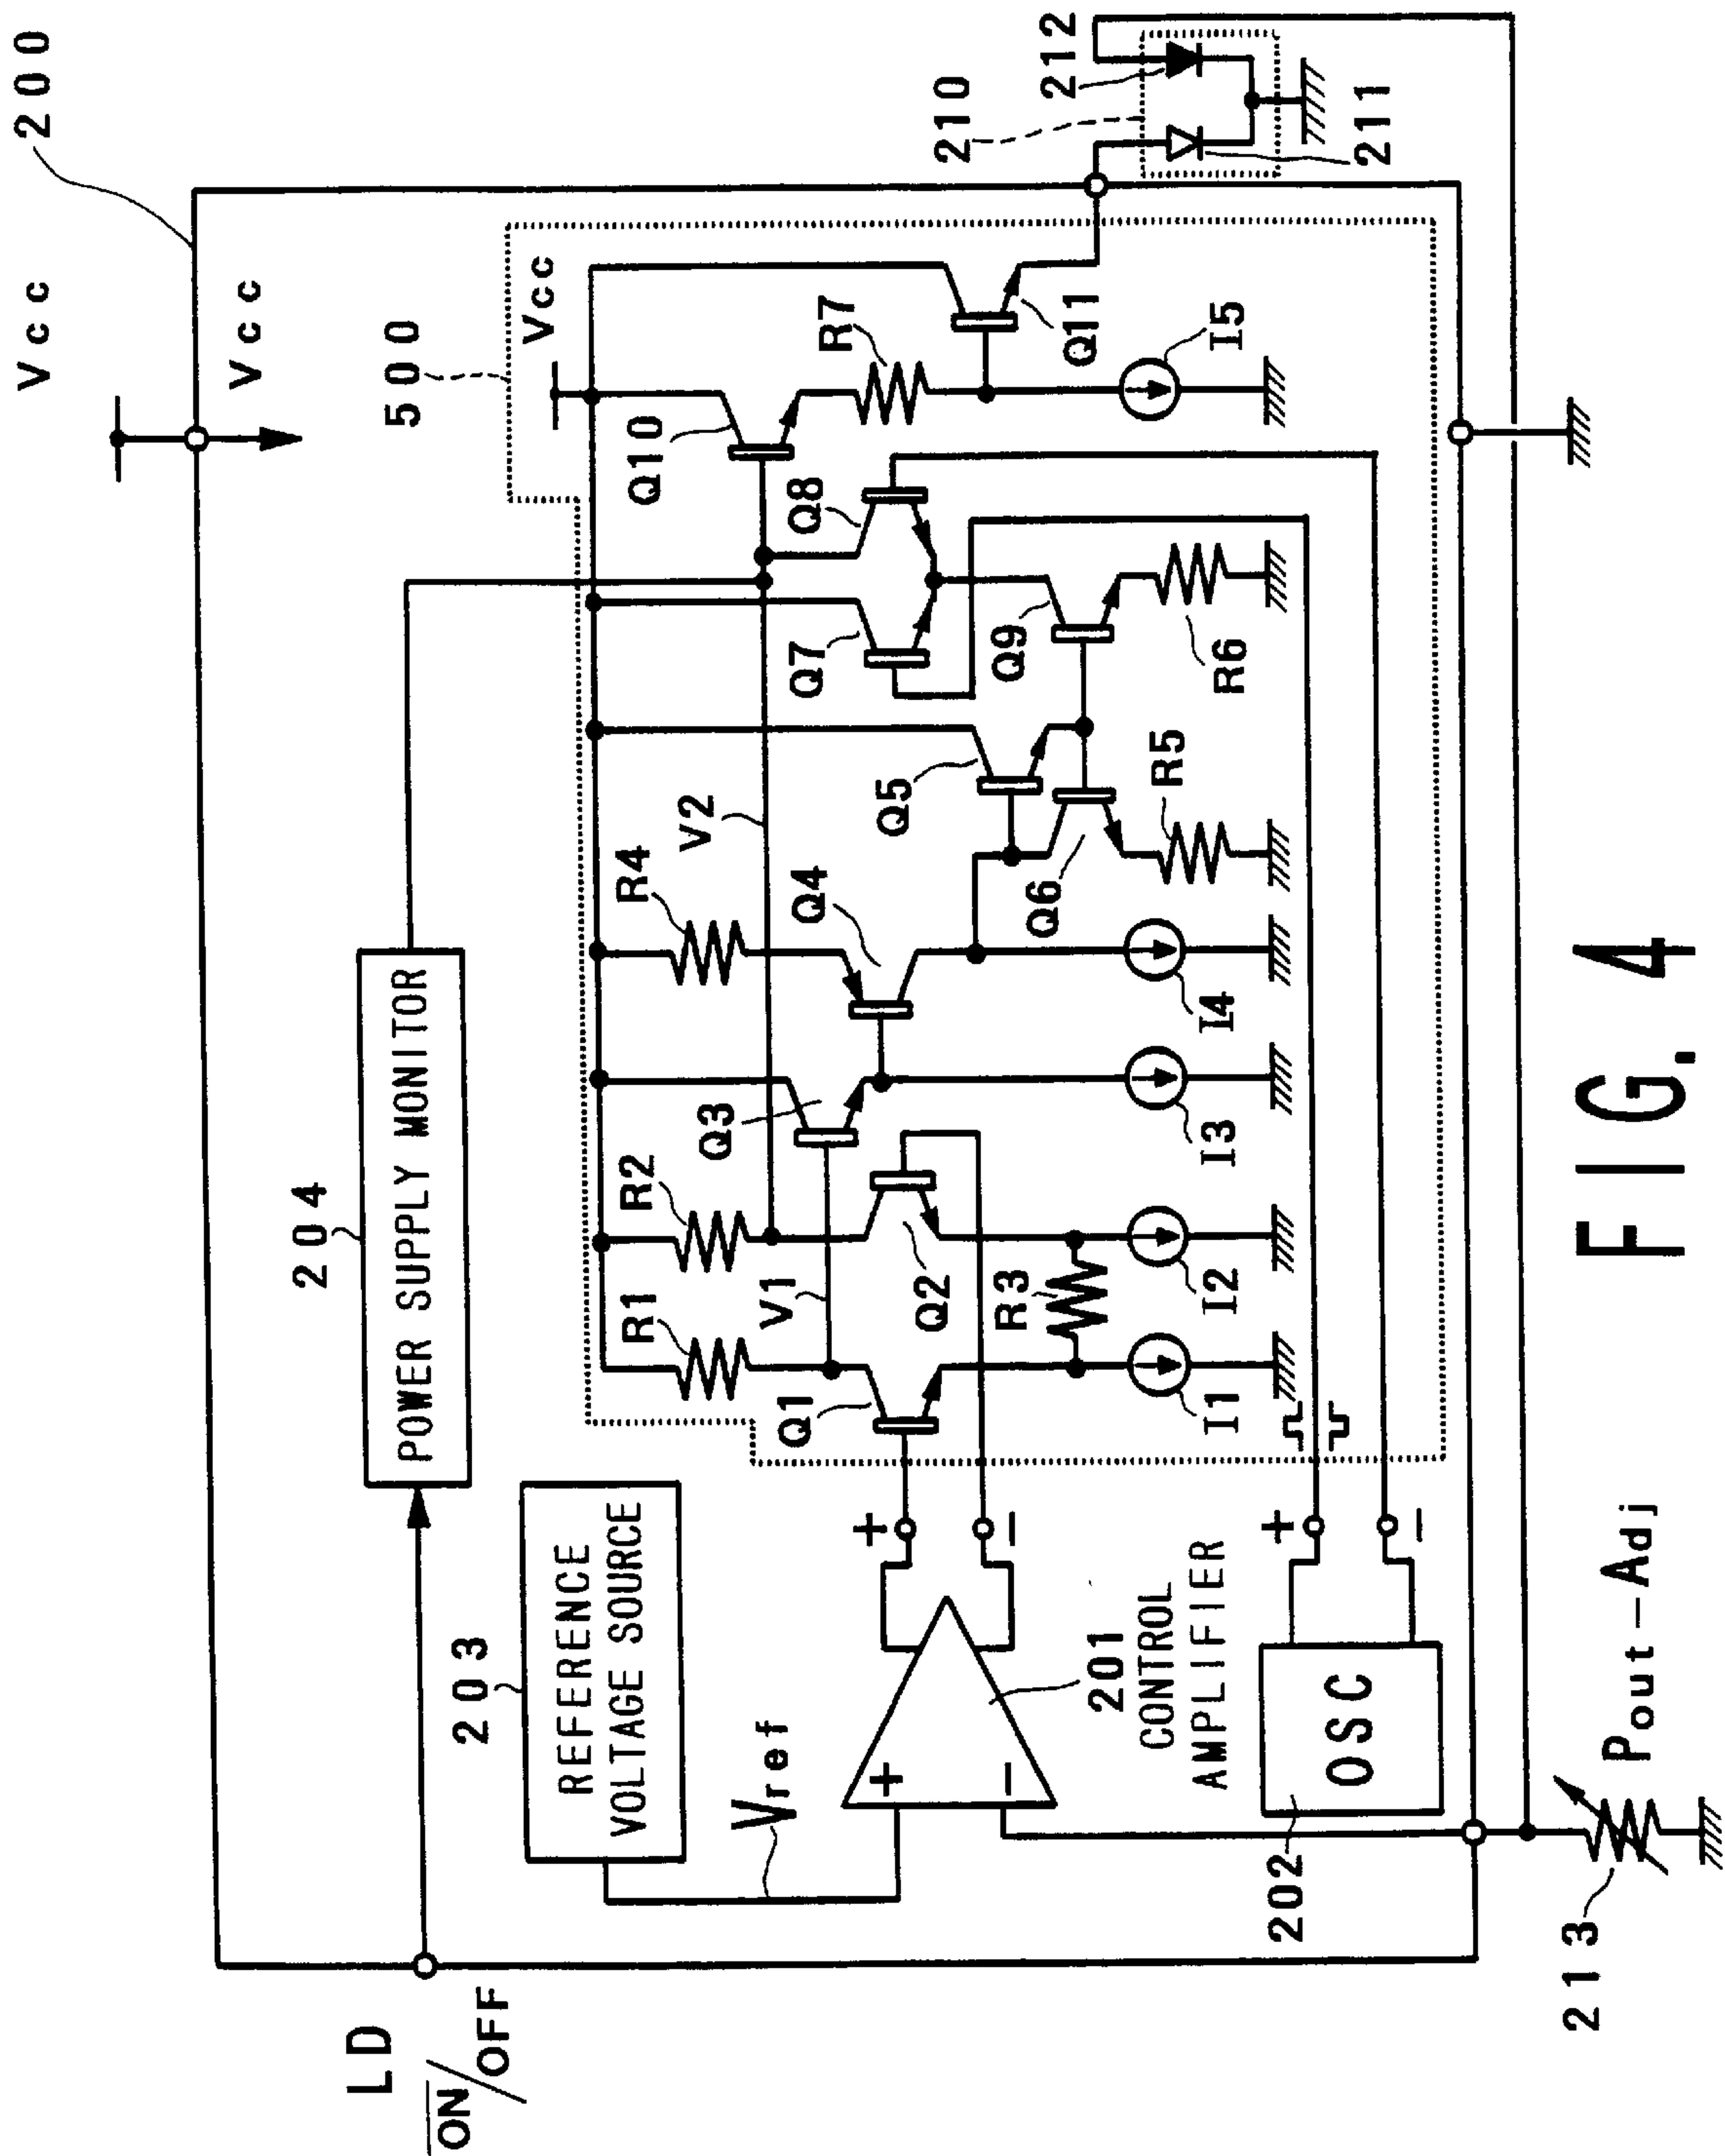 Vcc
200
Vcc
LD
ON/OFF
204
POWER SUPPLY MONITOR
500
203
REFERENCE
VOLTAGE SOURCE
Vcc
R1
R2
R4
Q10
V1
V2
Vref
Q1
Q3
Q4
Q7
Q8
R7
+
−
+
−
Q2
Q5
Q9
Q11
210
212
201
CONTROL
AMPLIFIER
R3
Q6
R5
R6
211
I1
I2
I3
I4
I5
202
OSC
+
−
213
Pout−Adj
FIG. 4